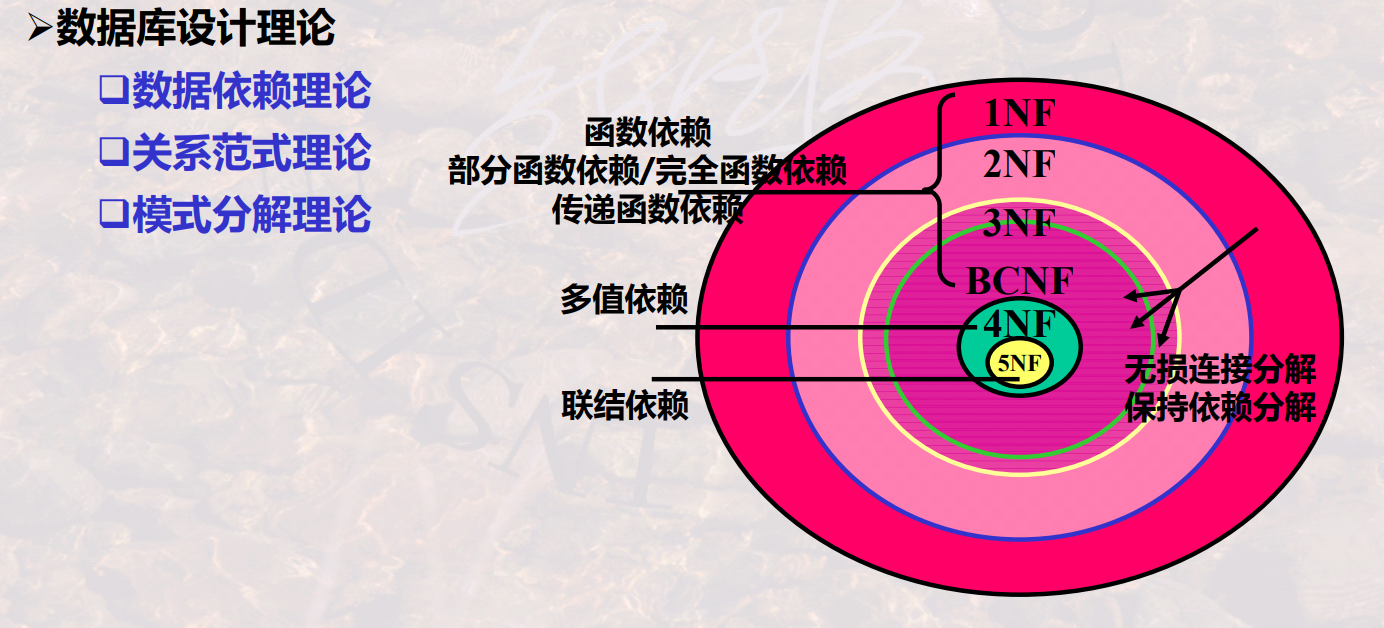 ➢数据库设计理论
❑数据依赖理论
❑关系范式理论
❑模式分解理论
函数依赖
部分函数依赖/完全函数依赖
传递函数依赖
多值依赖
联结依赖
1NF
2NF
3NF
BCNF
4NF
5NF
无损连接分解
保持依赖分解